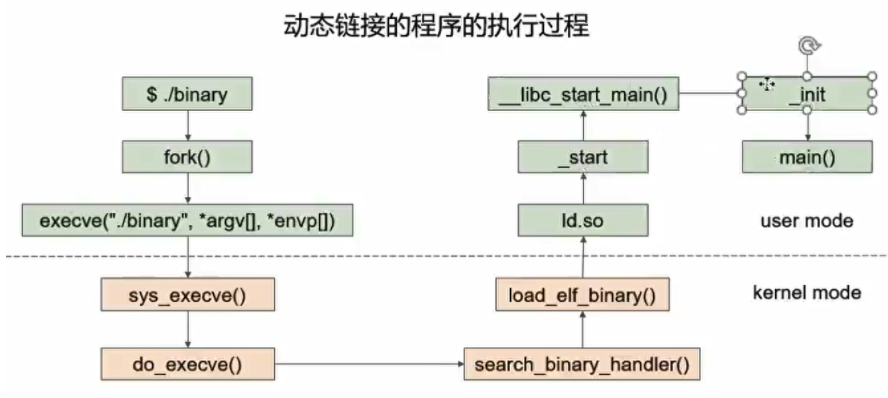 动态链接的程序的执行过程
$ ./binary
fork()
execve("./binary", *argv[], *envp[])
sys_execve()
do_execve()
search_binary_handler()
load_elf_binary()
ld.so
_start
__libc_start_main()
_init
main()
user mode
kernel mode